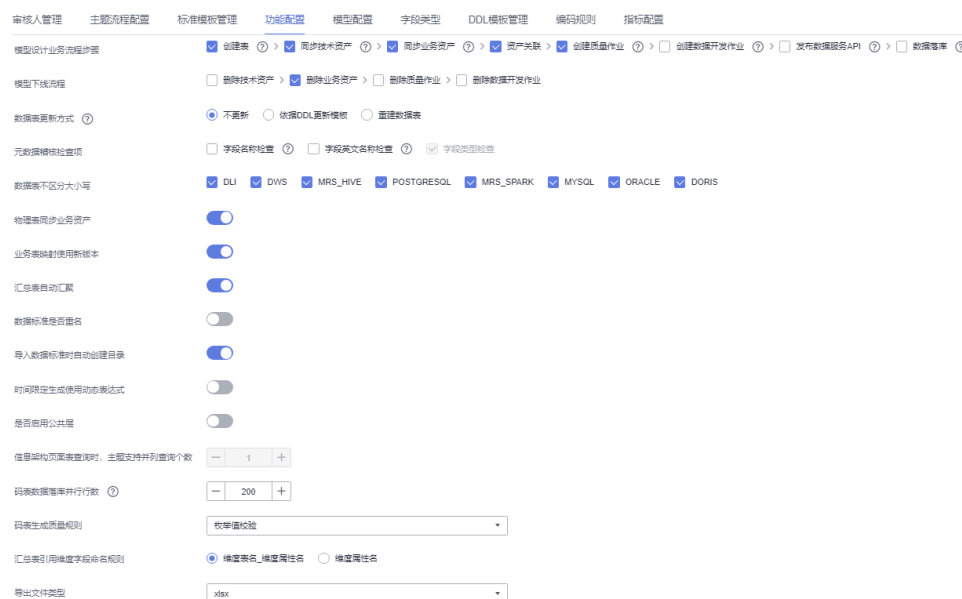 审核人管理 主题流程配置 标准模板管理 功能配置 模型配置 字段类型 DDL模板管理 编码规则 指标配置
模型设计业务流程步骤 创建表 ? > 同步技术资产 ? > 同步业务资产 ? > 资产关联 > 创建质量作业 ? > 创建数据开发作业 ? > 发布数据服务API ? > 数据落库 ?
模型下线流程 删除技术资产 > 删除业务资产 > 删除质量作业 > 删除数据开发作业
数据表更新方式 ? 不更新 依据DDL更新模板 重建数据表
元数据稽核检查项 字段名称检查 ? 字段英文名称检查 ? 字段类型检查
数据表不区分大小写 DLI DWS MRS_HIVE POSTGRESQL MRS_SPARK MYSQL ORACLE DORIS
物理表同步业务资产
业务表映射使用新版本
汇总表自动汇聚
数据标准是否重名
导入数据标准时自动创建目录
时间限定生成使用动态表达式
是否启用公共层
信息架构页面表查询时,主题支持并列查询个数 － 1 +
码表数据落库并行行数 ? － 200 +
码表生成质量规则 枚举值校验
汇总表引用维度字段命名规则 维度表名_维度属性名 维度属性名
导出文件类型 xlsx